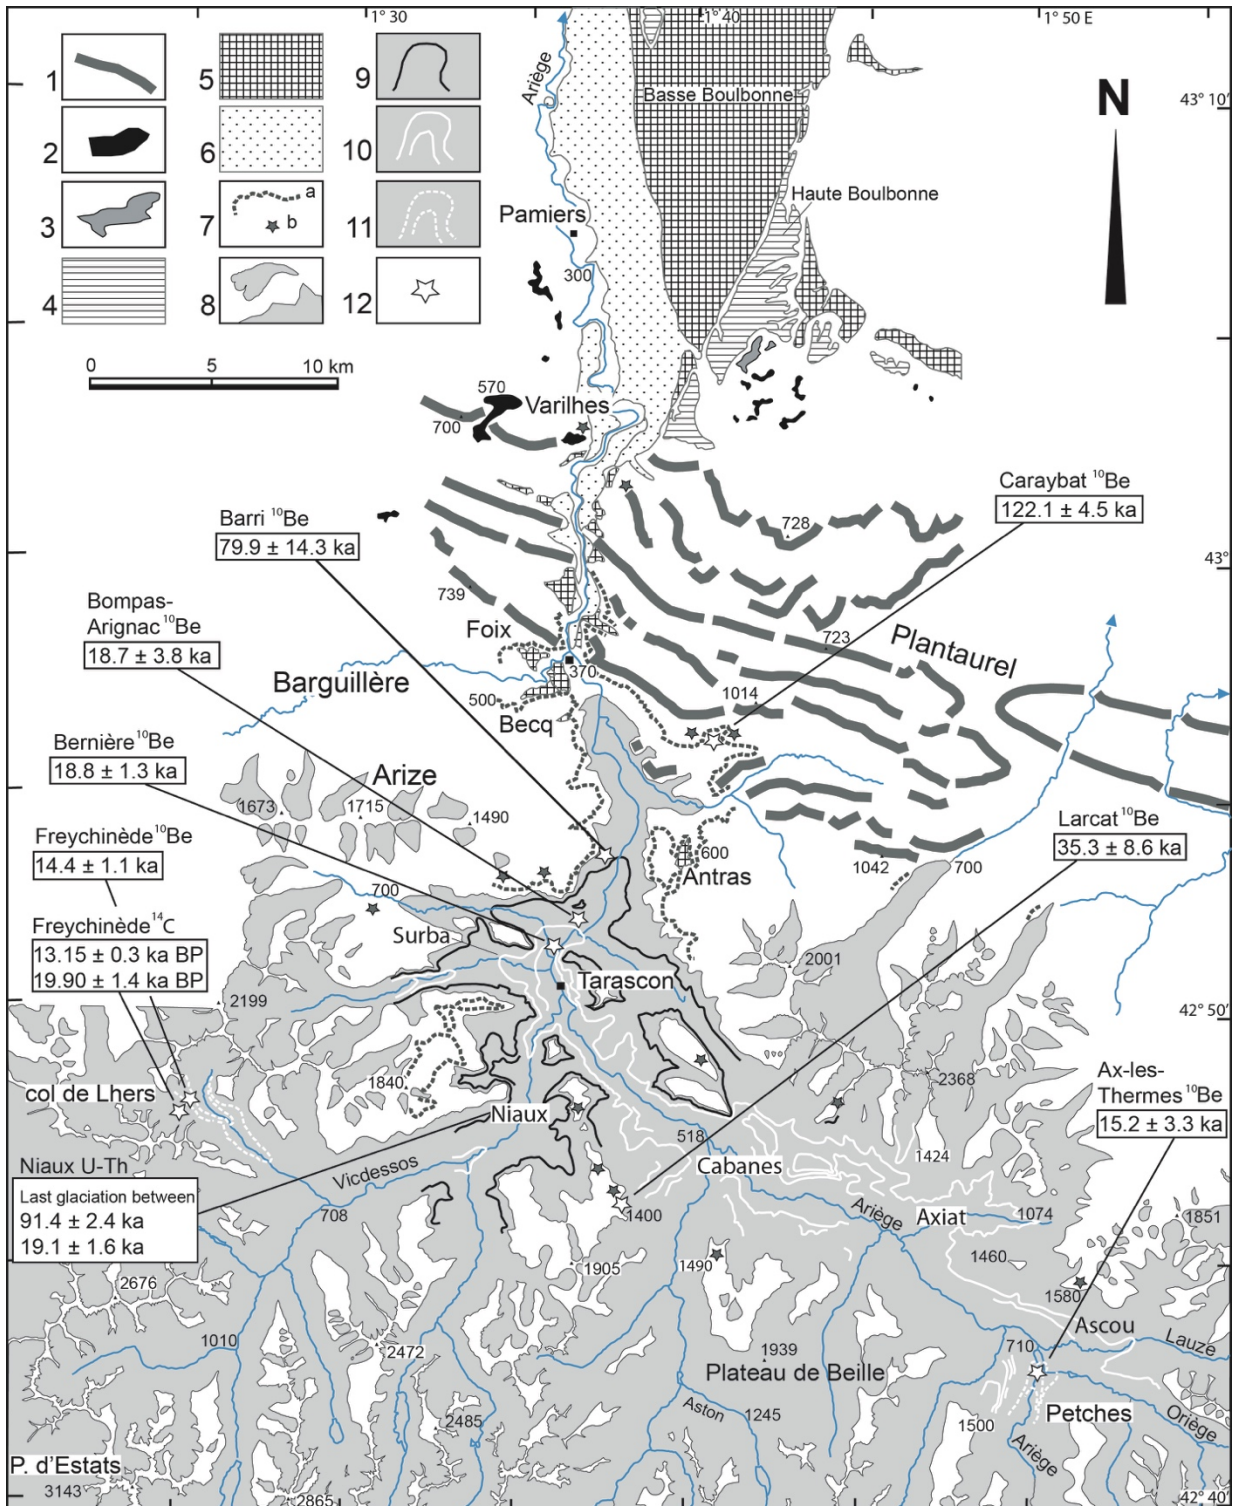 1° 30
1° 40
1° 50 E
1
2
3
4
5
6
7
a
b
8
9
10
11
12
0
5
10 km
N
43° 10'
43°
42° 50'
42° 40'
Ariège
Basse Boulbonne
Haute Boulbonne
Pamiers
300
570
Varilhes
700
Caraybat ¹⁰Be
122.1 ± 4.5 ka
728
Barri ¹⁰Be
79.9 ± 14.3 ka
739
723
Plantaurel
Bompas-
Arignac ¹⁰Be
18.7 ± 3.8 ka
Foix
370
Barguillère
500
Becq
1014
Bernière ¹⁰Be
18.8 ± 1.3 ka
Arize
1673
1715
1490
Larcat ¹⁰Be
35.3 ± 8.6 ka
Freychinède ¹⁰Be
14.4 ± 1.1 ka
600
Antras
1042
700
700
Freychinède ¹⁴C
13.15 ± 0.3 ka BP
19.90 ± 1.4 ka BP
Surba
2001
Tarascon
2199
1840
2368
col de Lhers
Ax-les-
Thermes ¹⁰Be
15.2 ± 3.3 ka
Niaux
518
Cabanes
1424
Niaux U-Th
Last glaciation between
91.4 ± 2.4 ka
19.1 ± 1.6 ka
Vicdessos
708
1400
Ariège
Axiat
1074
1851
1905
1490
1460
1580
2676
Ascou
Lauze
1010
2472
1939
Plateau de Beille
710
Aston
1245
2485
1500
Petches
Oriège
Ariège
P. d'Estats
3143
2865